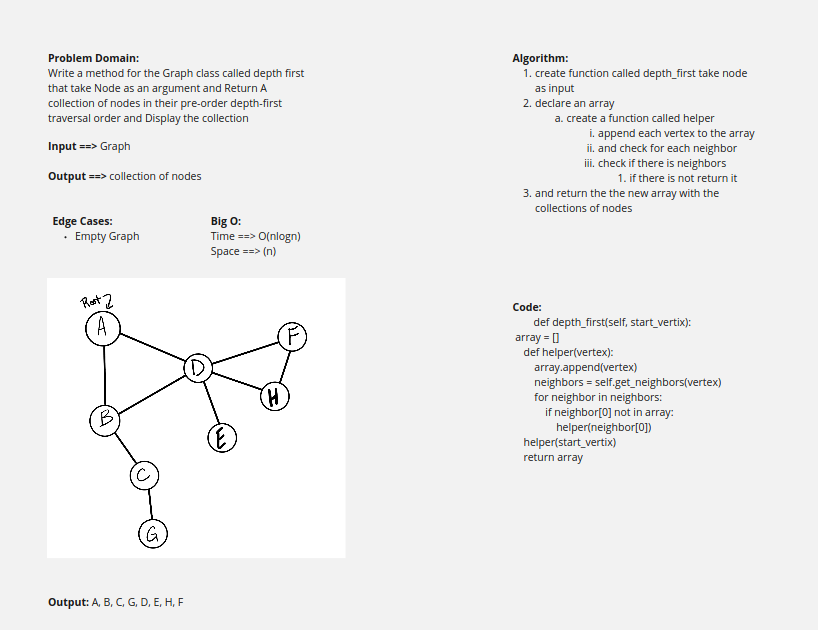 Problem Domain:
Write a method for the Graph class called depth first
that take Node as an argument and Return A
collection of nodes in their pre-order depth-first
traversal order and Display the collection
Input ==> Graph
Output ==> collection of nodes
Edge Cases:
• Empty Graph
Big O:
Time ==> O(nlogn)
Space ==> (n)
Root
A
D
F
H
B
E
C
G
Output: A, B, C, G, D, E, H, F
Algorithm:
1. create function called depth_first take node
as input
2. declare an array
a. create a function called helper
i. append each vertex to the array
ii. and check for each neighbor
iii. check if there is neighbors
1. if there is not return it
3. and return the the new array with the
collections of nodes
Code:
def depth_first(self, start_vertix):
array = []
def helper(vertex):
array.append(vertex)
neighbors = self.get_neighbors(vertex)
for neighbor in neighbors:
if neighbor[0] not in array:
helper(neighbor[0])
helper(start_vertix)
return array